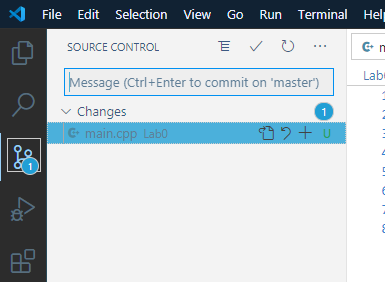 File Edit Selection View Go Run Terminal Help
SOURCE CONTROL
Message (Ctrl+Enter to commit on 'master')
Changes 1
main.cpp Lab0 U
1
Lab
1
2
3
4
5
6
7
8